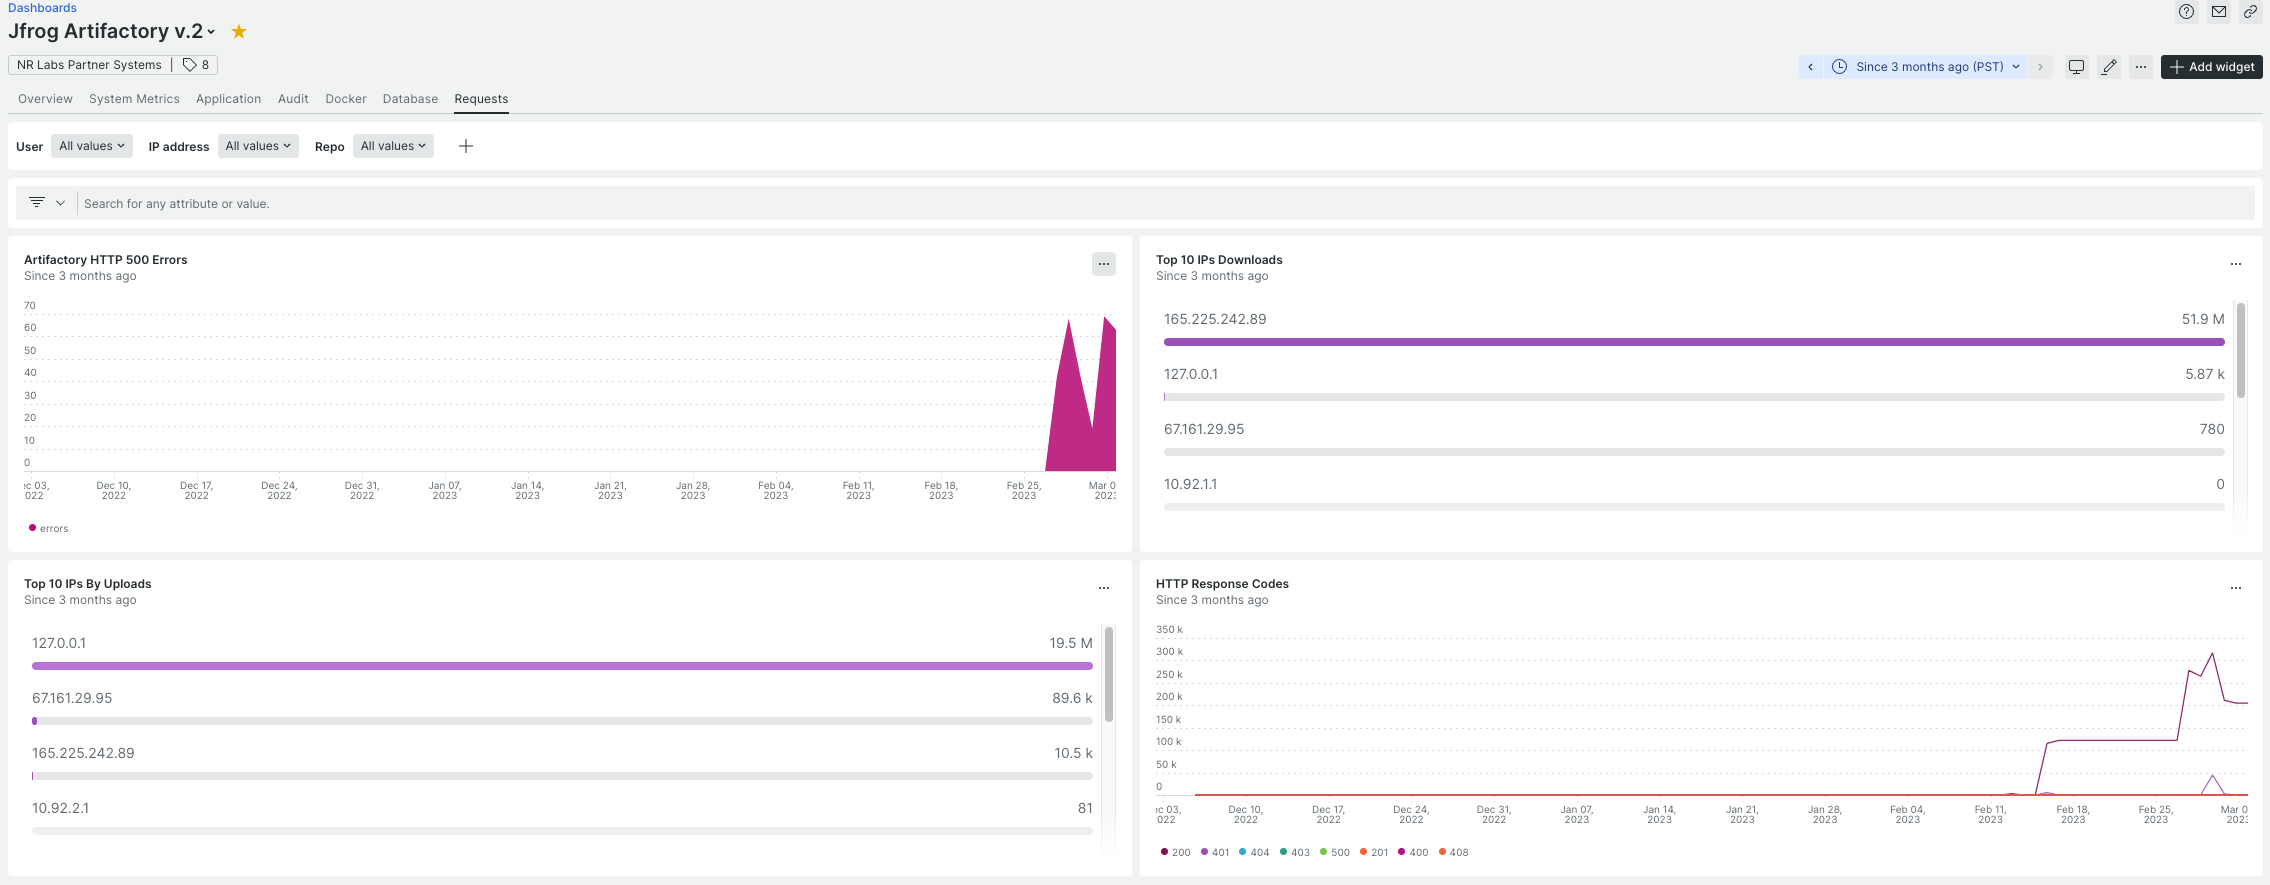 Dashboards
Jfrog Artifactory v.2
NR Labs Partner Systems | 8
Since 3 months ago (PST)
Add widget
Overview System Metrics Application Audit Docker Database Requests
User All values IP address All values Repo All values
Search for any attribute or value.
Artifactory HTTP 500 Errors
Since 3 months ago
70
60
50
40
30
20
10
0
ec 03, Dec 10, Dec 17, Dec 24, Dec 31, Jan 07, Jan 14, Jan 21, Jan 28, Feb 04, Feb 11, Feb 18, Feb 25, Mar 0
022 2022 2022 2022 2022 2023 2023 2023 2023 2023 2023 2023 2023 202
errors
Top 10 IPs Downloads
Since 3 months ago
165.225.242.89 51.9 M
127.0.0.1 5.87 k
67.161.29.95 780
10.92.1.1 0
Top 10 IPs By Uploads
Since 3 months ago
127.0.0.1 19.5 M
67.161.29.95 89.6 k
165.225.242.89 10.5 k
10.92.2.1 81
HTTP Response Codes
Since 3 months ago
350 k
300 k
250 k
200 k
150 k
100 k
50 k
0
ec 03, Dec 10, Dec 17, Dec 24, Dec 31, Jan 07, Jan 14, Jan 21, Jan 28, Feb 04, Feb 11, Feb 18, Feb 25, Mar 0
022 2022 2022 2022 2022 2023 2023 2023 2023 2023 2023 2023 2023 202
200 401 404 403 500 201 400 408